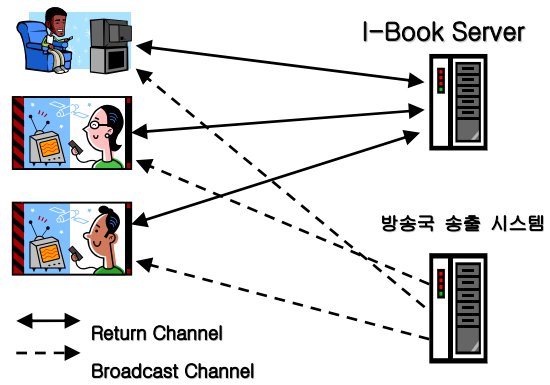 I-Book Server
방송국 송출 시스템
Return Channel
Broadcast Channel